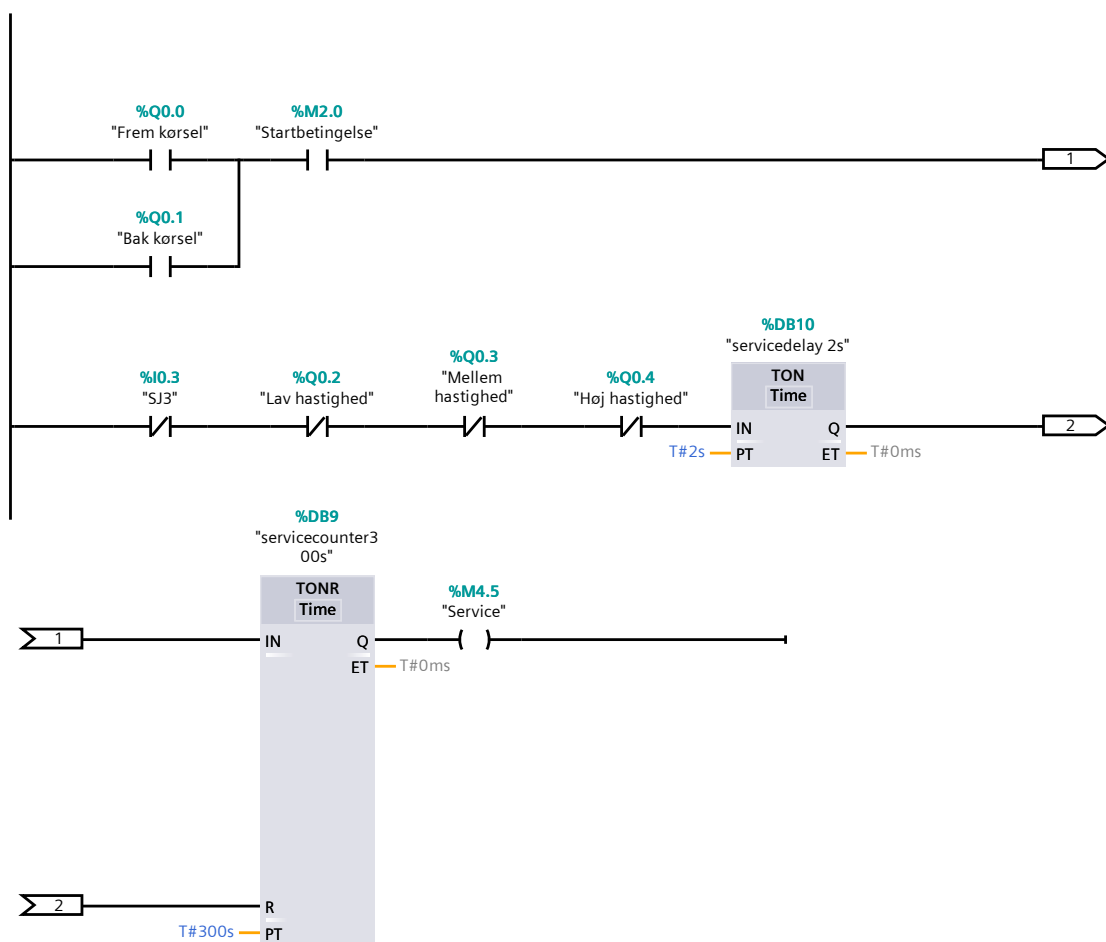 %Q0.0
"Frem kørsel"
%M2.0
"Startbetingelse"
1
%Q0.1
"Bak kørsel"
%DB10
"servicedelay 2s"
TON
Time
%I0.3
"SJ3"
%Q0.2
"Lav hastighed"
%Q0.3
"Mellem
hastighed"
%Q0.4
"Høj hastighed"
IN
Q
2
T#2s
PT
ET
T#0ms
%DB9
"servicecounter3
00s"
TONR
Time
%M4.5
"Service"
1
IN
Q
ET
T#0ms
2
R
T#300s
PT